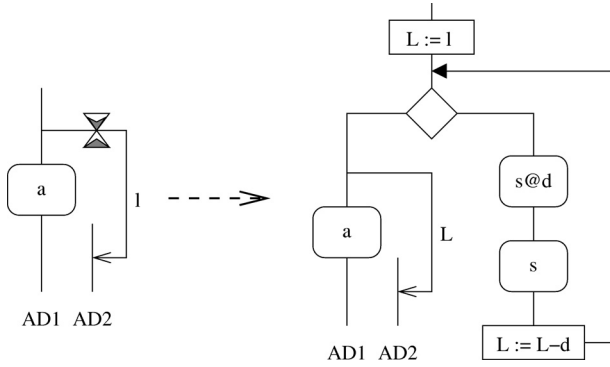 a
l
AD1 AD2
L := l
s@d
a
L
s
AD1 AD2
L := L−d